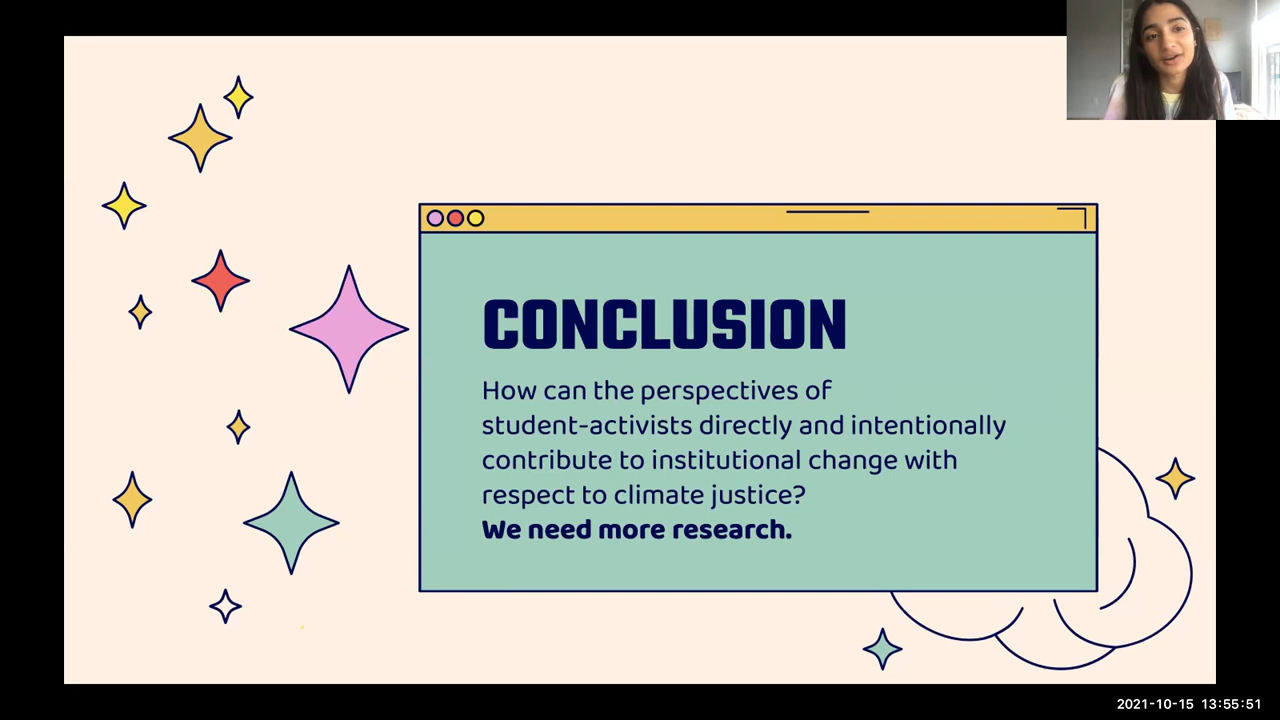 CONCLUSION
How can the perspectives of
student-activists directly and intentionally
contribute to institutional change with
respect to climate justice?
We need more research.
2021-10-15 13:55:51